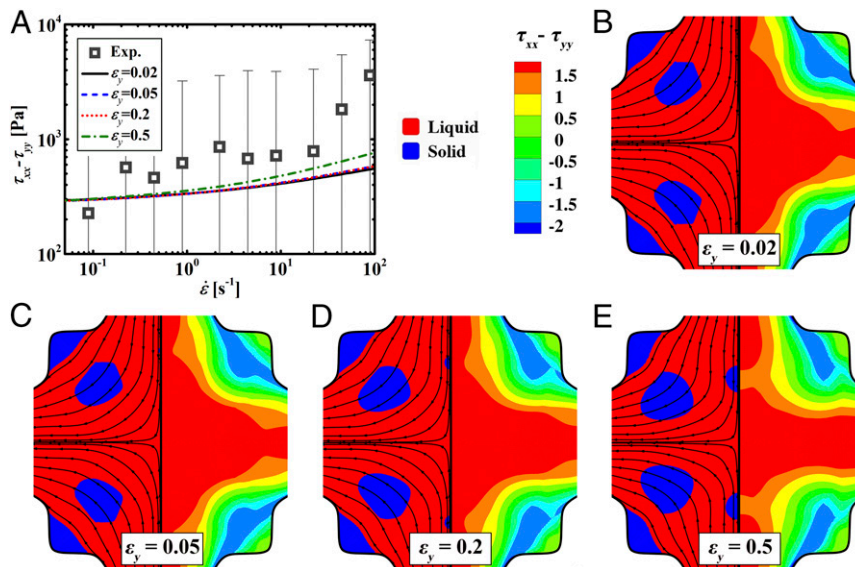 A
10⁴
10³
10²
τxx- τyy [Pa]
Exp.
εy=0.02
εy=0.05
εy=0.2
εy=0.5
10⁻¹ 10⁰ 10¹ 10²
ε̇ [s⁻¹]
Liquid
Solid
τxx- τyy
1.5
1
0.5
0
-0.5
-1
-1.5
-2
B
εy = 0.02
C
εy = 0.05
D
εy = 0.2
E
εy = 0.5